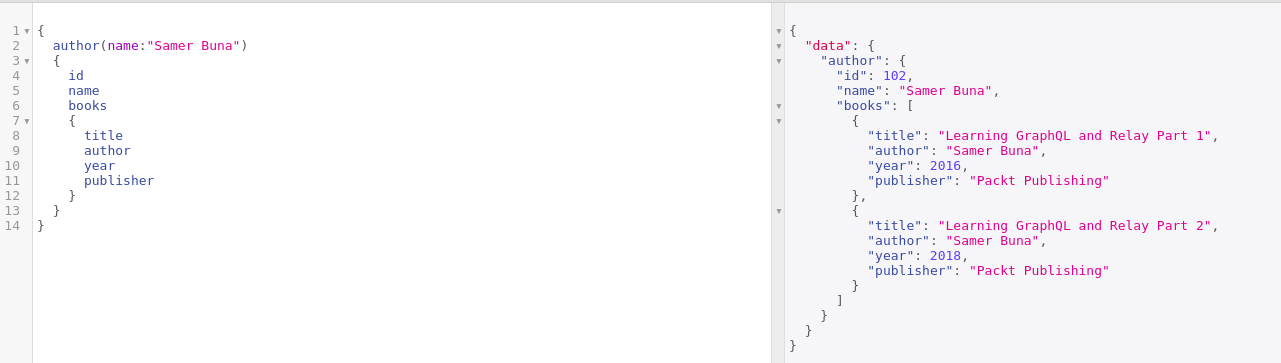 1 {
2   author(name:"Samer Buna")
3   {
4     id
5     name
6     books
7     {
8       title
9       author
10       year
11       publisher
12     }
13   }
14 }
{
  "data": {
    "author": {
      "id": 102,
      "name": "Samer Buna",
      "books": [
        {
          "title": "Learning GraphQL and Relay Part 1",
          "author": "Samer Buna",
          "year": 2016,
          "publisher": "Packt Publishing"
        },
        {
          "title": "Learning GraphQL and Relay Part 2",
          "author": "Samer Buna",
          "year": 2018,
          "publisher": "Packt Publishing"
        }
      ]
    }
  }
}